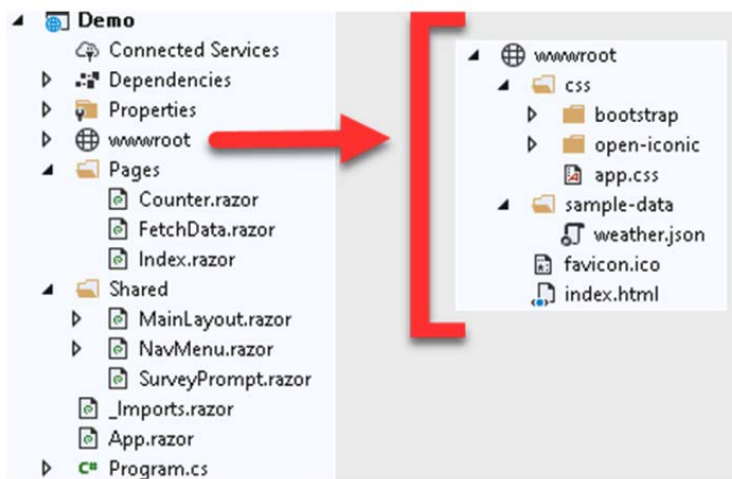 Demo
Connected Services
Dependencies
Properties
wwwroot
Pages
Counter.razor
FetchData.razor
Index.razor
Shared
MainLayout.razor
NavMenu.razor
SurveyPrompt.razor
_Imports.razor
App.razor
C# Program.cs
wwwroot
css
bootstrap
open-iconic
app.css
sample-data
weather.json
favicon.ico
index.html